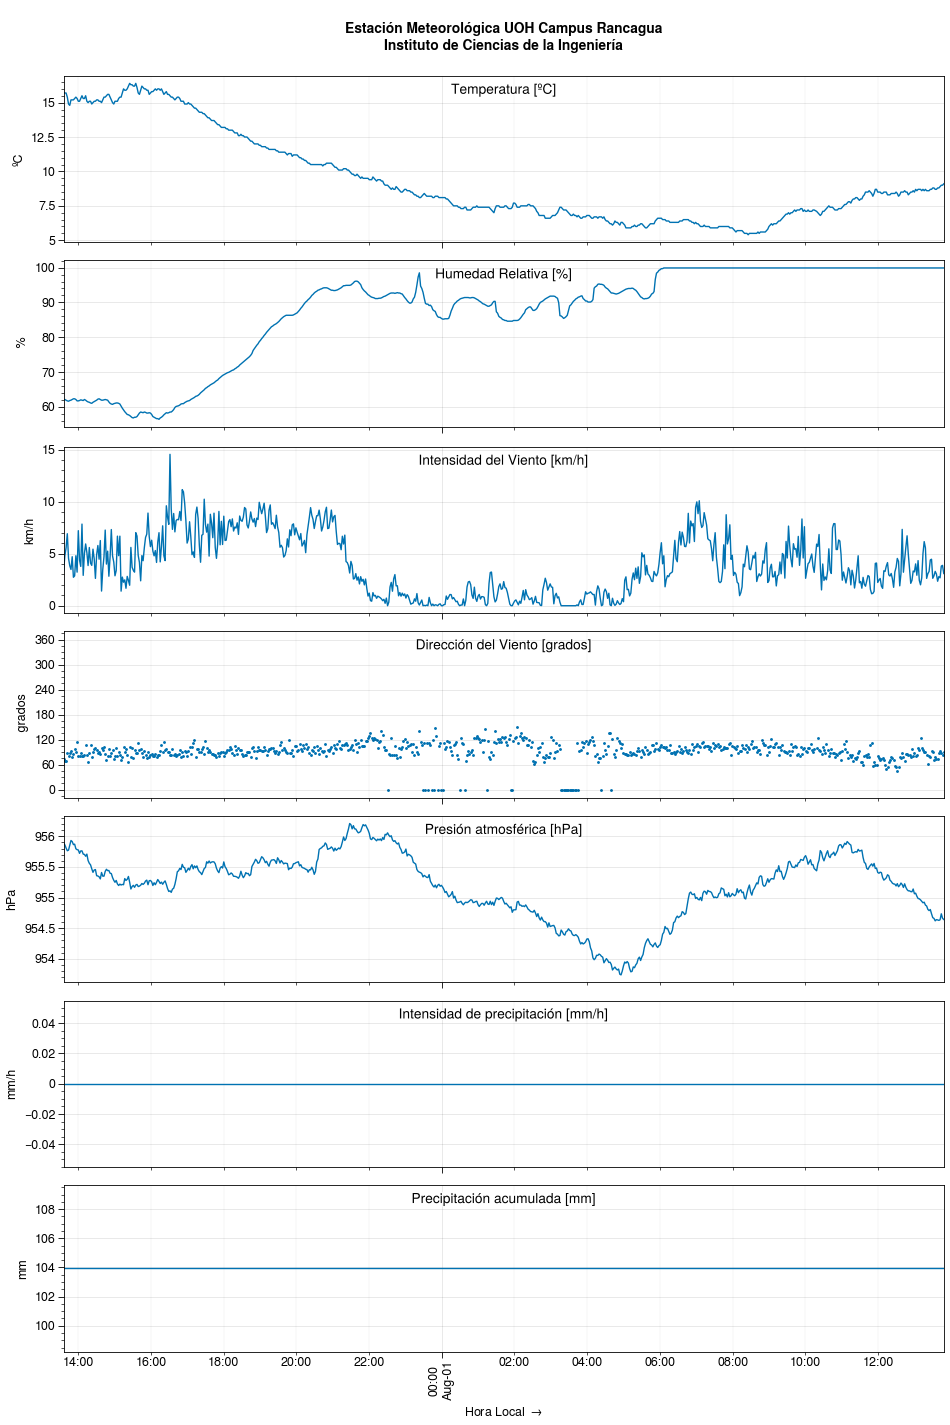 Estación Meteorológica UOH Campus Rancagua
Instituto de Ciencias de la Ingeniería
Temperatura [ºC]
ºC
15
12.5
10
7.5
5
Humedad Relativa [%]
%
100
90
80
70
60
Intensidad del Viento [km/h]
km/h
15
10
5
0
Dirección del Viento [grados]
grados
360
300
240
180
120
60
0
Presión atmosférica [hPa]
hPa
956
955.5
955
954.5
954
Intensidad de precipitación [mm/h]
mm/h
0.04
0.02
0
−0.02
−0.04
Precipitación acumulada [mm]
mm
108
106
104
102
100
14:00 16:00 18:00 20:00 22:00 00:00 02:00 04:00 06:00 08:00 10:00 12:00
Aug-01
Hora Local →